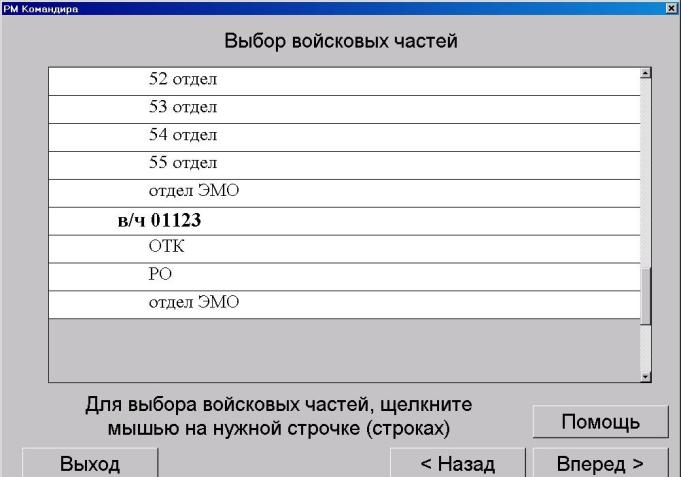 РМ Командира
Выбор войсковых частей
52 отдел
53 отдел
54 отдел
55 отдел
отдел ЭМО
в/ч 01123
ОТК
РО
отдел ЭМО
Для выбора войсковых частей, щелкните
мышью на нужной строчке (строках)
Помощь
Выход
< Назад
Вперед >